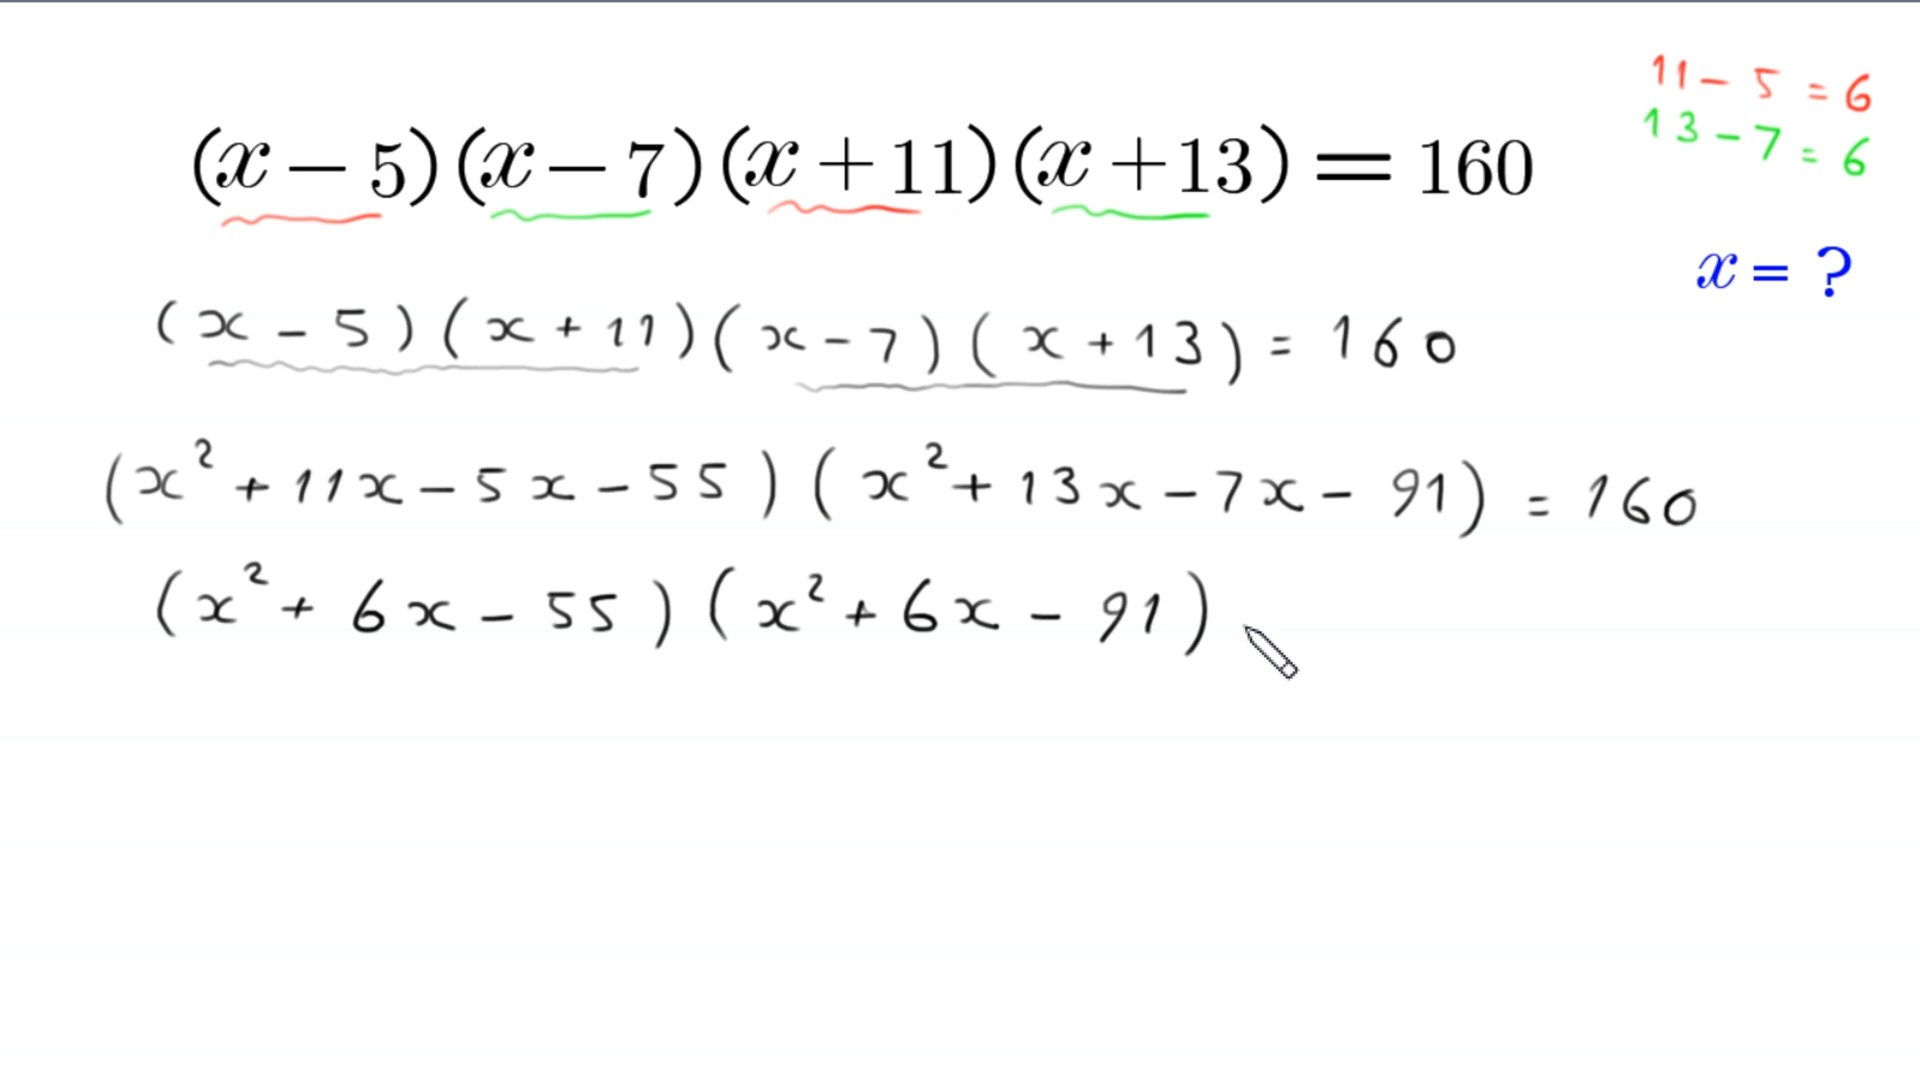 11 - 5 = 6
13 - 7 = 6
(x - 5)(x - 7)(x + 11)(x + 13) = 160
x = ?
(x - 5)(x + 11)(x - 7)(x + 13) = 160
(x² + 11x - 5x - 55)(x² + 13x - 7x - 91) = 160
(x² + 6x - 55)(x² + 6x - 91)